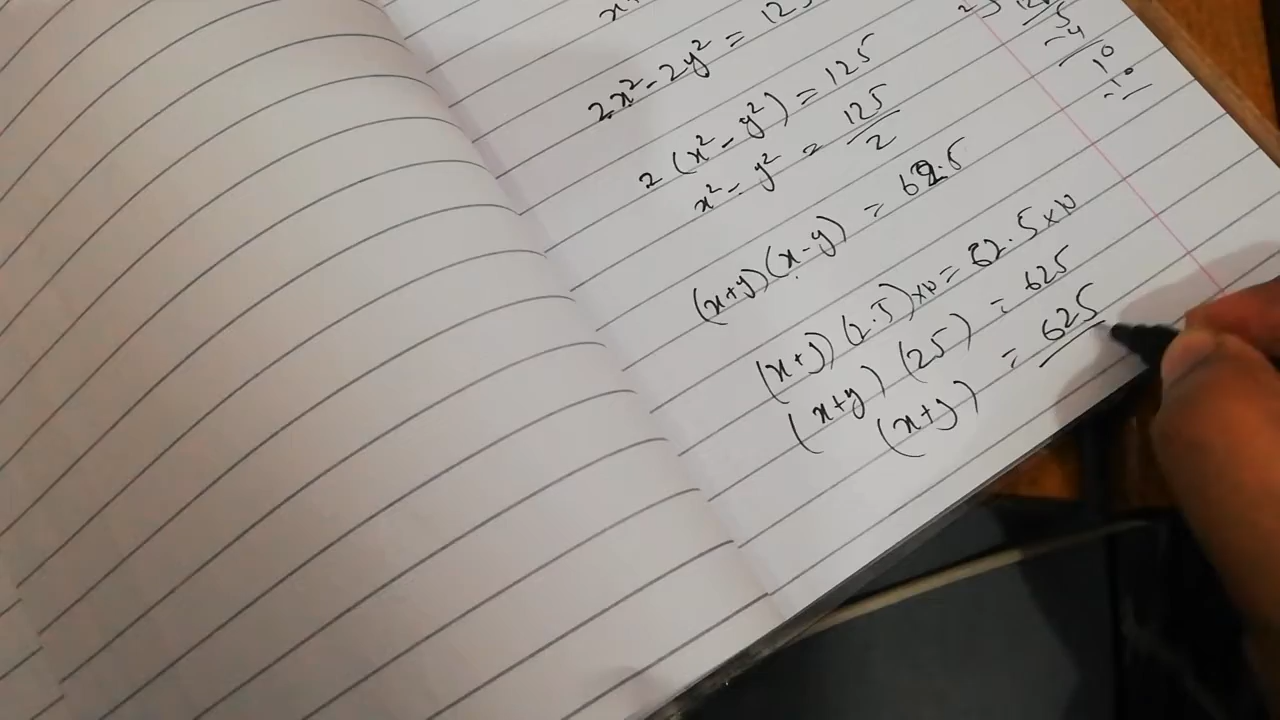 2x² - 2y² = 125
2 (x² - y²) = 125
x² - y² = 125/2
(x+y) (x-y) = 62.5
(x+y) (2.5) ×10 = 62.5 ×10
(x+y) (25) = 625
(x+y) = 625